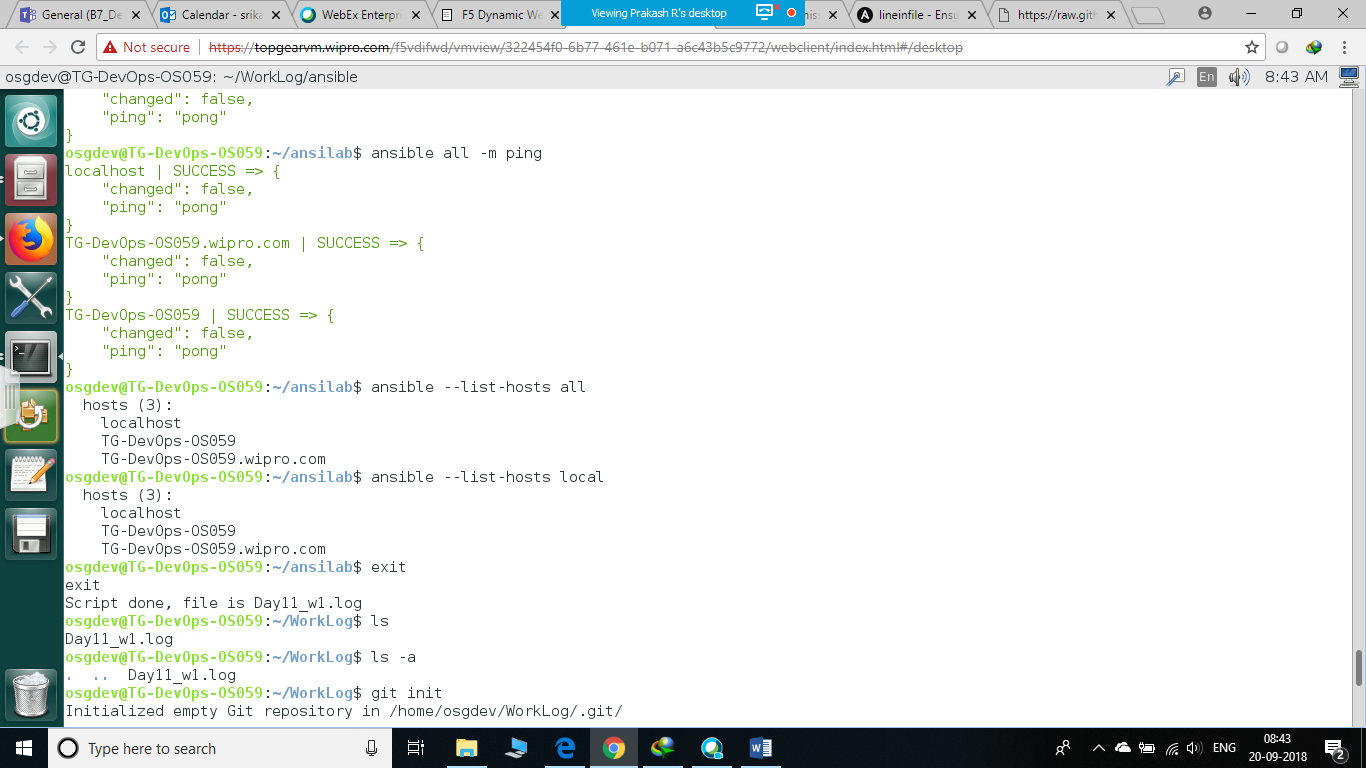 General (B7_De
Calendar - srika
WebEx Enterpri
F5 Dynamic We
Viewing Prakash R's desktop
niss
lineinfile - Ensu
https://raw.gith
Not secure https://topgearvm.wipro.com/f5vdifwd/vmview/322454f0-6b77-461e-b071-a6c43b5c9772/webclient/index.html#/desktop
osgdev@TG-DevOps-OS059: ~/WorkLog/ansible En 8:43 AM
"changed": false,
"ping": "pong"
}
osgdev@TG-DevOps-OS059:~/ansilab$ ansible all -m ping
localhost | SUCCESS => {
"changed": false,
"ping": "pong"
}
TG-DevOps-OS059.wipro.com | SUCCESS => {
"changed": false,
"ping": "pong"
}
TG-DevOps-OS059 | SUCCESS => {
"changed": false,
"ping": "pong"
}
osgdev@TG-DevOps-OS059:~/ansilab$ ansible --list-hosts all
hosts (3):
localhost
TG-DevOps-OS059
TG-DevOps-OS059.wipro.com
osgdev@TG-DevOps-OS059:~/ansilab$ ansible --list-hosts local
hosts (3):
localhost
TG-DevOps-OS059
TG-DevOps-OS059.wipro.com
osgdev@TG-DevOps-OS059:~/ansilab$ exit
exit
Script done, file is Day11_w1.log
osgdev@TG-DevOps-OS059:~/WorkLog$ ls
Day11_w1.log
osgdev@TG-DevOps-OS059:~/WorkLog$ ls -a
. .. Day11_w1.log
osgdev@TG-DevOps-OS059:~/WorkLog$ git init
Initialized empty Git repository in /home/osgdev/WorkLog/.git/
Type here to search
ENG
08:43
20-09-2018
2